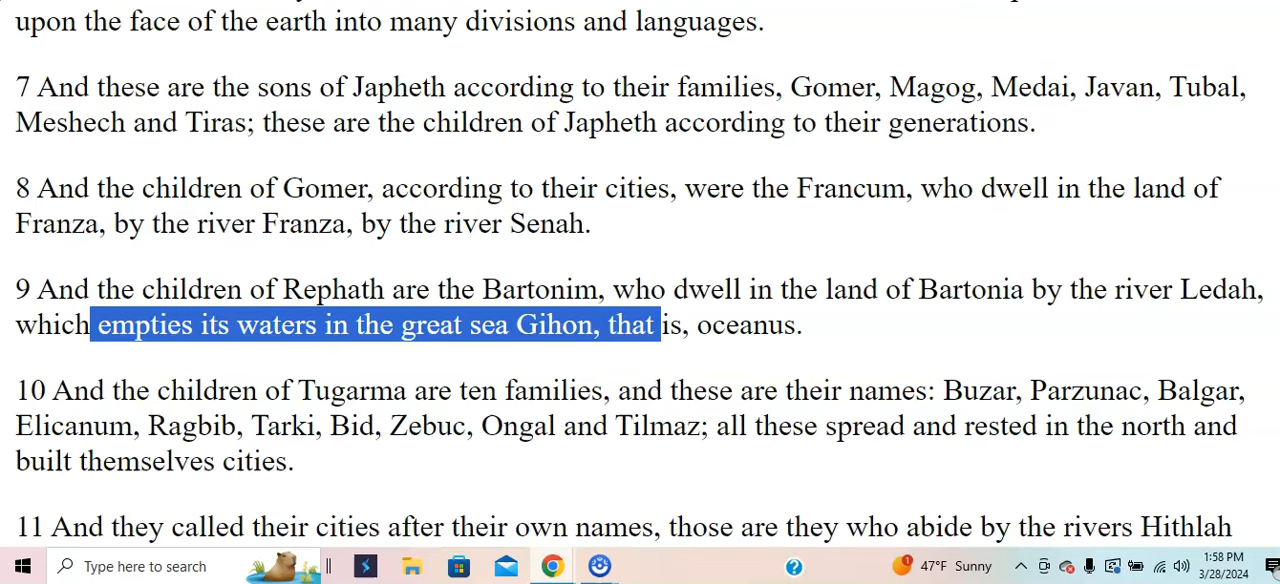 upon the face of the earth into many divisions and languages.
7 And these are the sons of Japheth according to their families, Gomer, Magog, Medai, Javan, Tubal,
Meshech and Tiras; these are the children of Japheth according to their generations.
8 And the children of Gomer, according to their cities, were the Francum, who dwell in the land of
Franza, by the river Franza, by the river Senah.
9 And the children of Rephath are the Bartonim, who dwell in the land of Bartonia by the river Ledah,
which empties its waters in the great sea Gihon, that is, oceanus.
10 And the children of Tugarma are ten families, and these are their names: Buzar, Parzunac, Balgar,
Elicanum, Ragbib, Tarki, Bid, Zebuc, Ongal and Tilmaz; all these spread and rested in the north and
built themselves cities.
11 And they called their cities after their own names, those are they who abide by the rivers Hithlah
Type here to search
47°F Sunny
1:58 PM
3/28/2024